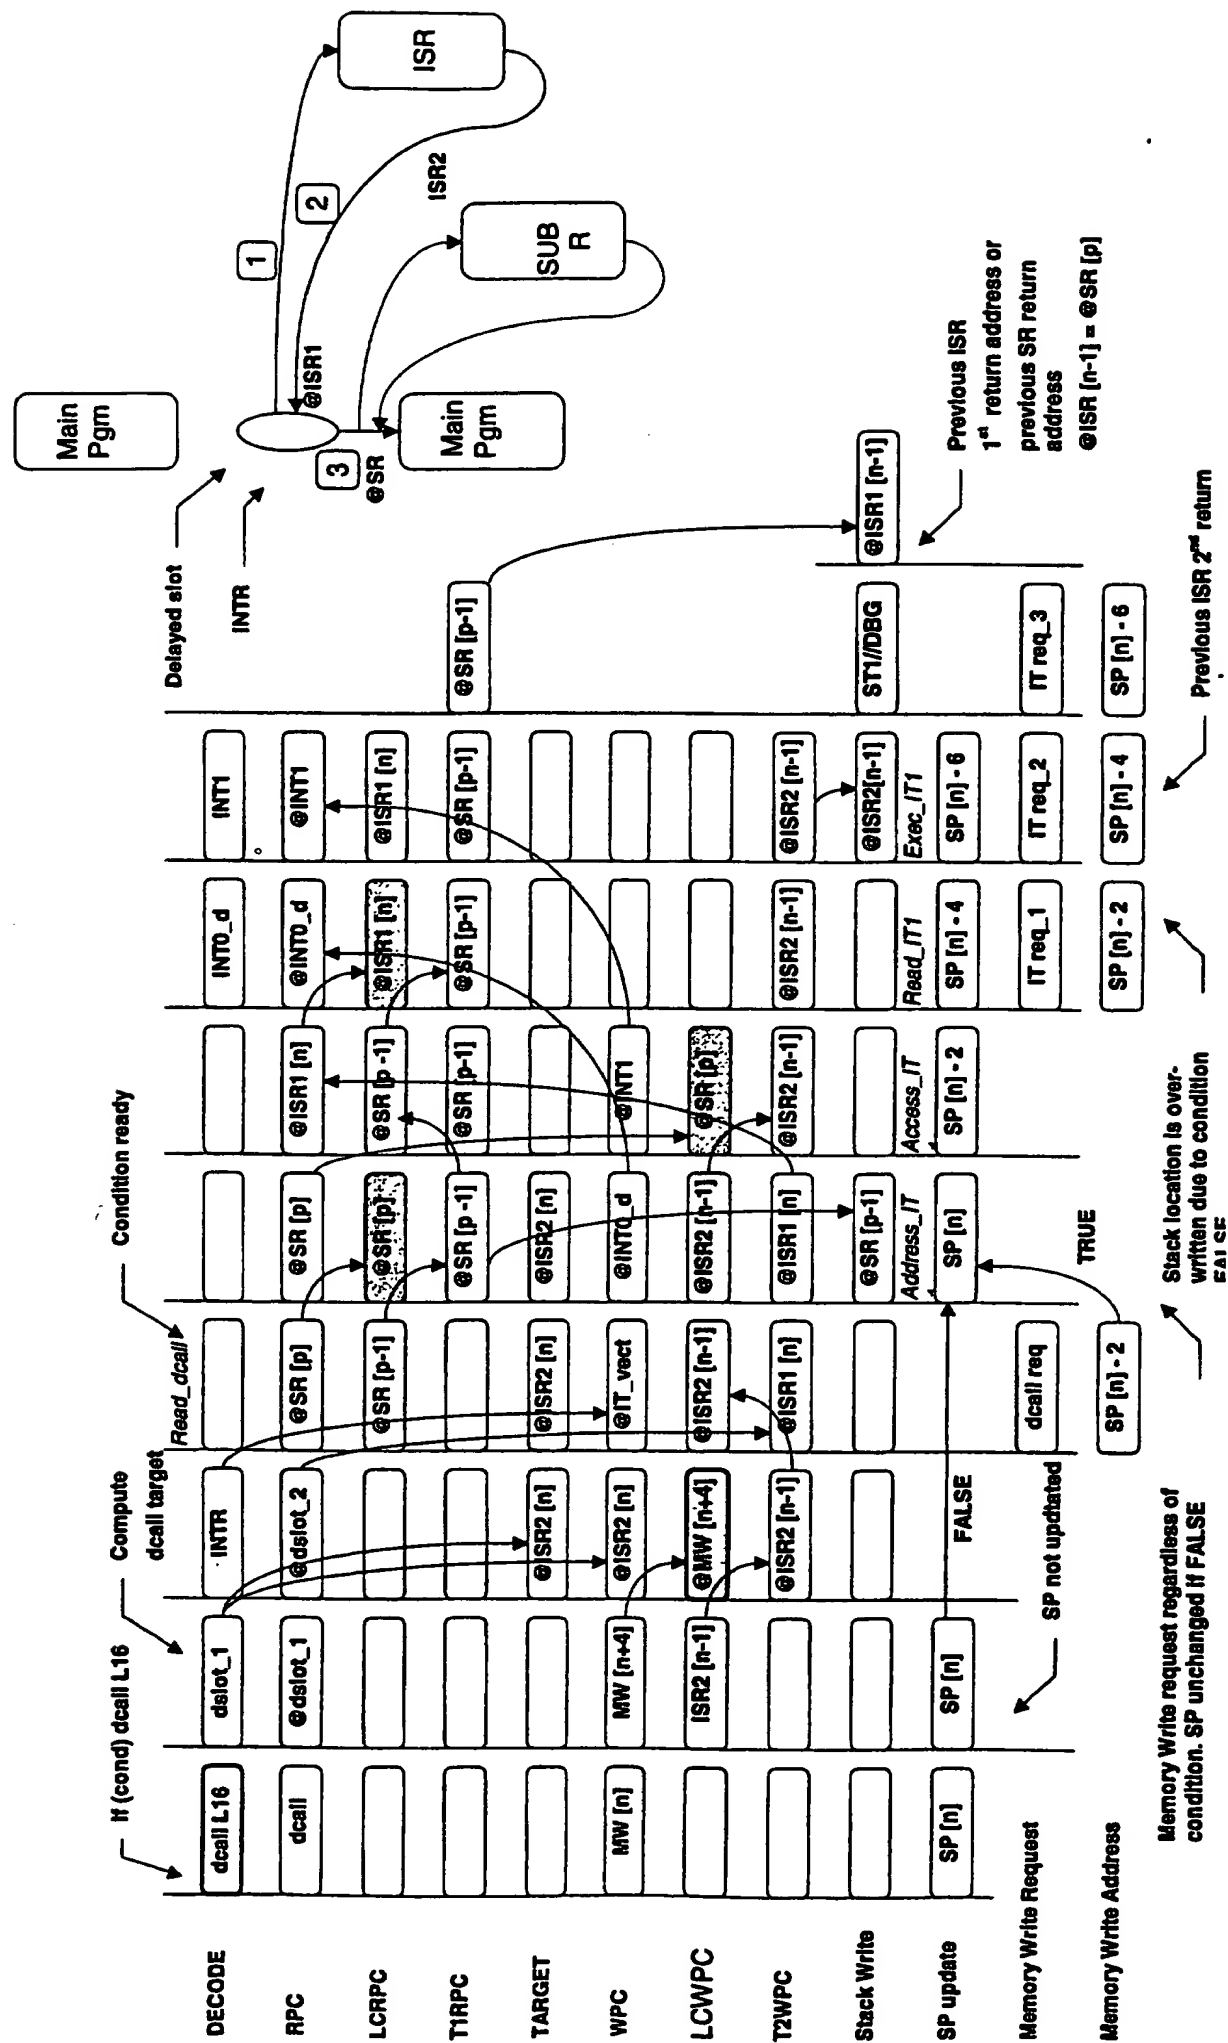 If (cond) dcall L16
Compute
dcall target
Condition ready
Read_dcall
Delayed slot
INTR
Main
Pgm
1
2
3
@ISR1
@SR
ISR2
ISR
Main
Pgm
SUB
R
DECODE
dcall L16
dslot_1
INTR
INT0_d
INT1
RPC
dcall
@dslot_1
@dslot_2
@SR [p]
@SR [p]
@ISR1 [n]
@INT0_d
@INT1
LCRPC
@SR [p-1]
@SR [p]
@SR [p -1]
@ISR1 [n]
@ISR1 [n]
T1RPC
@SR [p -1]
@SR [p-1]
@SR [p-1]
@SR [p-1]
@SR [p-1]
TARGET
@ISR2 [n]
@ISR2 [n]
@ISR2 [n]
WPC
MW [n]
MW [n+4]
@ISR2 [n]
@IT_vect
@INT0_d
@INT1
LCWPC
ISR2 [n-1]
@MW [n+4]
@ISR2 [n-1]
@ISR2 [n-1]
@SR [p]
T2WPC
@ISR2 [n-1]
@ISR1 [n]
@ISR1 [n]
@ISR2 [n-1]
@ISR2 [n-1]
@ISR2 [n-1]
Stack Write
@SR [p-1]
@ISR2[n-1]
ST1//DBG
@ISR1 [n-1]
Address_IT
Access_IT
Read_IT1
Exec_IT1
SP update
SP [n]
SP [n]
FALSE
SP [n]
SP [n] - 2
SP [n] - 4
SP [n] - 6
Memory Write Request
SP not updtated
dcall req
TRUE
IT req_1
IT req_2
IT req_3
Memory Write Address
SP [n] - 2
SP [n] - 2
SP [n] - 4
SP [n] - 6
Previous ISR
1st return address or
previous SR return
address
@ISR [n-1] = @SR [p]
Memory Write request regardless of
condition. SP unchanged if FALSE
Stack location is over-
written due to condition
FALSE
Previous ISR 2nd return